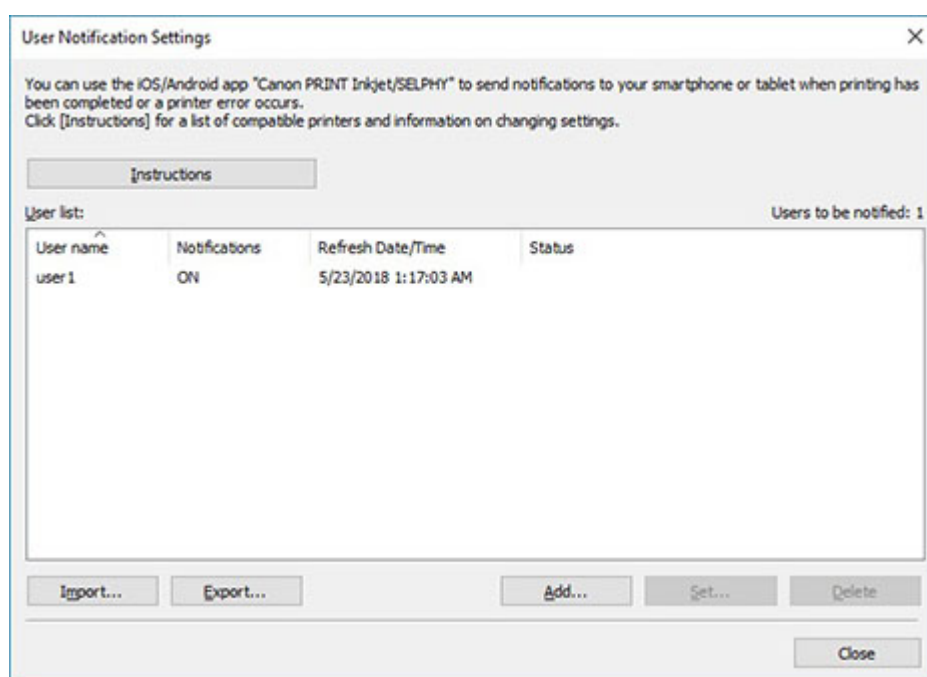 User Notification Settings
You can use the iOS/Android app "Canon PRINT Inkjet/SELPHY" to send notifications to your smartphone or tablet when printing has
been completed or a printer error occurs.
Click [Instructions] for a list of compatible printers and information on changing settings.
Instructions
User list: Users to be notified: 1
User name Notifications Refresh Date/Time Status
user1 ON 5/23/2018 1:17:03 AM
Import... Export... Add... Set... Delete
Close